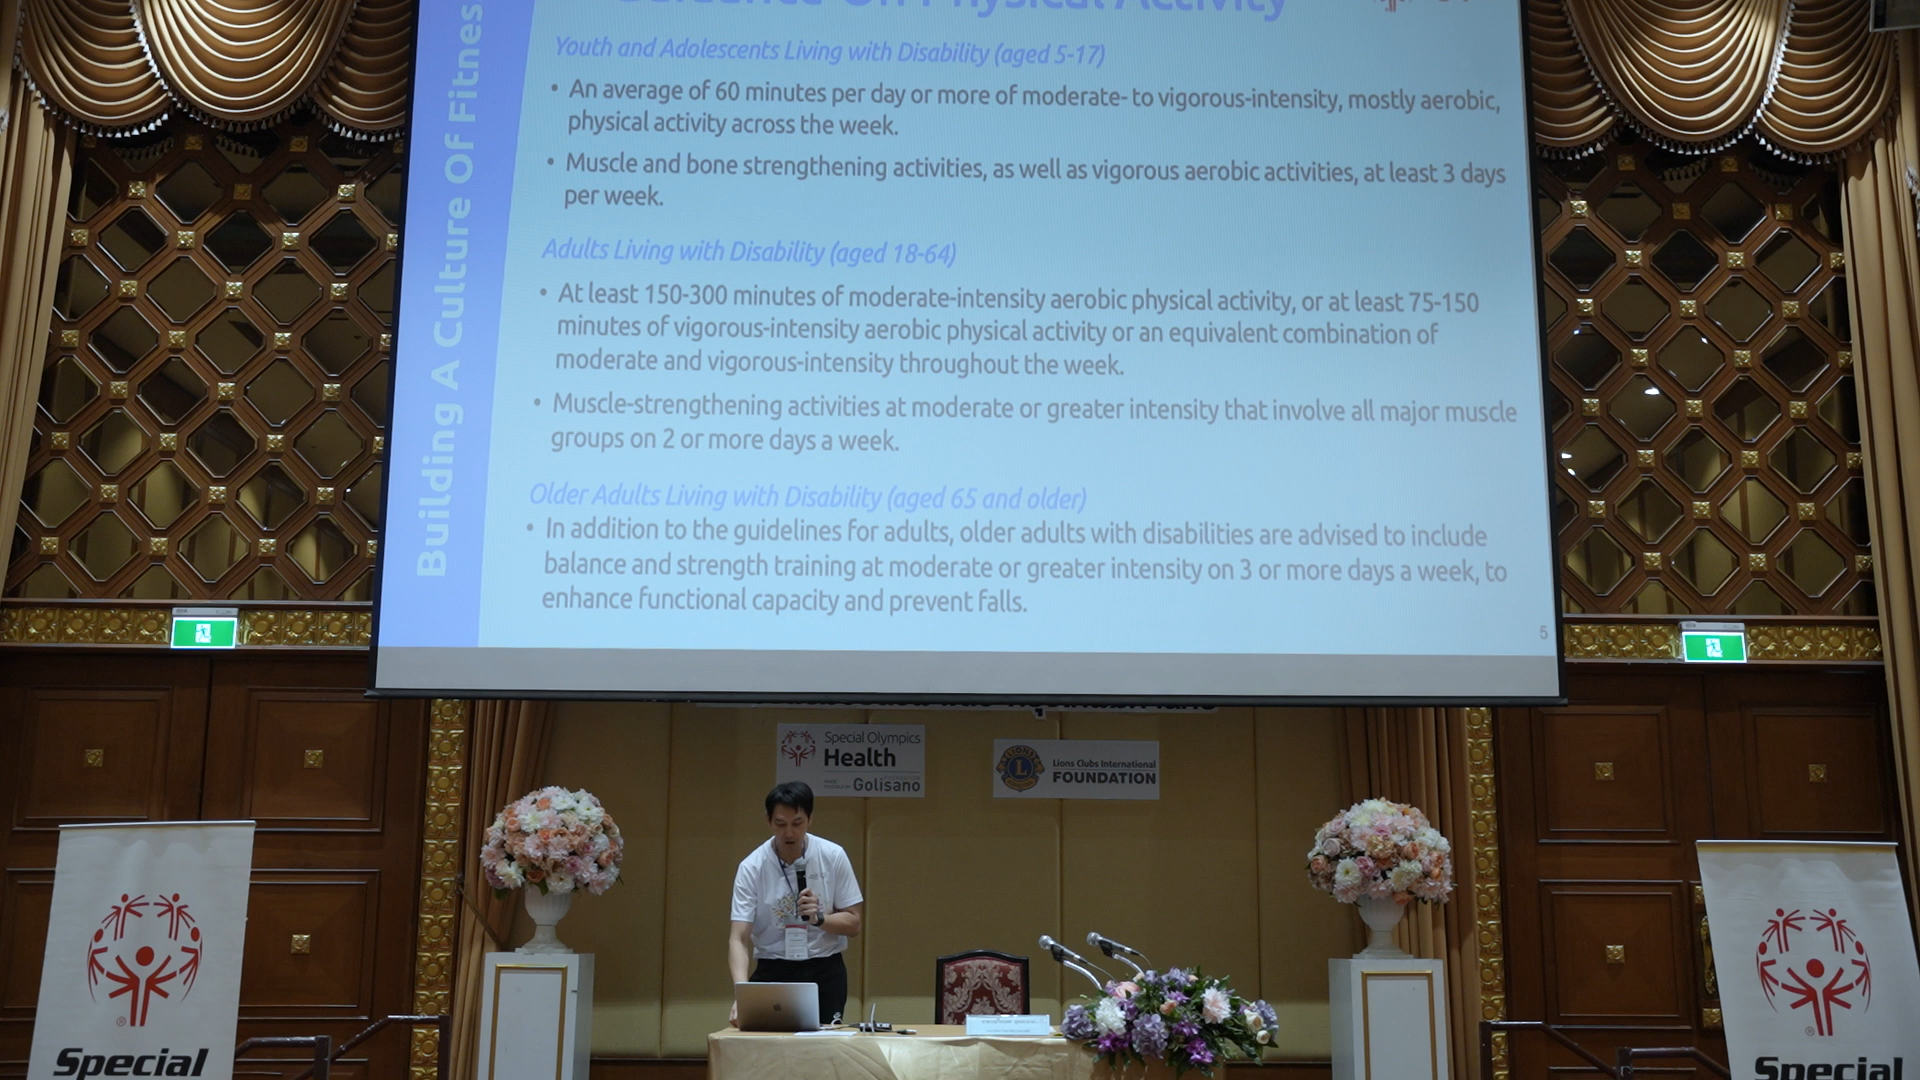 Guidance On Physical Activity
Building A Culture Of Fitness
Youth and Adolescents Living with Disability (aged 5-17)
• An average of 60 minutes per day or more of moderate- to vigorous-intensity, mostly aerobic,
physical activity across the week.
• Muscle and bone strengthening activities, as well as vigorous aerobic activities, at least 3 days
per week.
Adults Living with Disability (aged 18-64)
• At least 150-300 minutes of moderate-intensity aerobic physical activity, or at least 75-150
minutes of vigorous-intensity aerobic physical activity or an equivalent combination of
moderate and vigorous-intensity throughout the week.
• Muscle-strengthening activities at moderate or greater intensity that involve all major muscle
groups on 2 or more days a week.
Older Adults Living with Disability (aged 65 and older)
• In addition to the guidelines for adults, older adults with disabilities are advised to include
balance and strength training at moderate or greater intensity on 3 or more days a week, to
enhance functional capacity and prevent falls.
5
Special Olympics
Health
Golisano
LIONS
L
Lions Clubs International
FOUNDATION
®
Special
®
Special